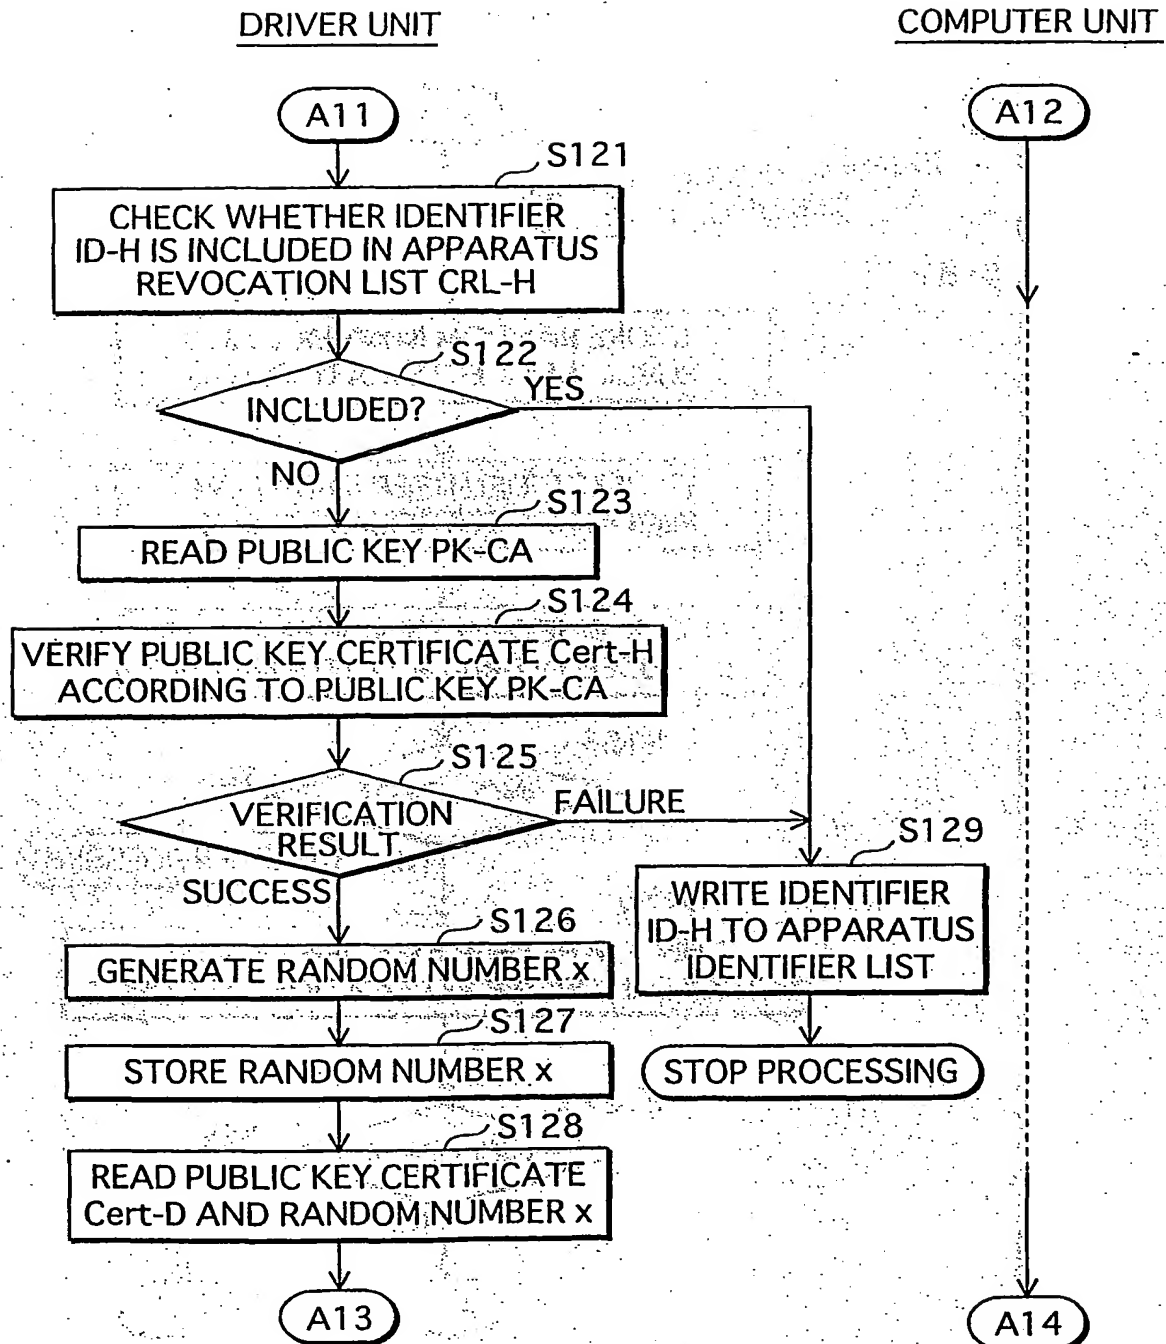 DRIVER UNIT
COMPUTER UNIT
A11
A12
S121
CHECK WHETHER IDENTIFIER
ID-H IS INCLUDED IN APPARATUS
REVOCATION LIST CRL-H
S122
INCLUDED?
YES
NO
S123
READ PUBLIC KEY PK-CA
S124
VERIFY PUBLIC KEY CERTIFICATE Cert-H
ACCORDING TO PUBLIC KEY PK-CA
S125
VERIFICATION
RESULT
FAILURE
SUCCESS
S129
WRITE IDENTIFIER
ID-H TO APPARATUS
IDENTIFIER LIST
S126
GENERATE RANDOM NUMBER x
S127
STORE RANDOM NUMBER x
STOP PROCESSING
S128
READ PUBLIC KEY CERTIFICATE
Cert-D AND RANDOM NUMBER x
A13
A14